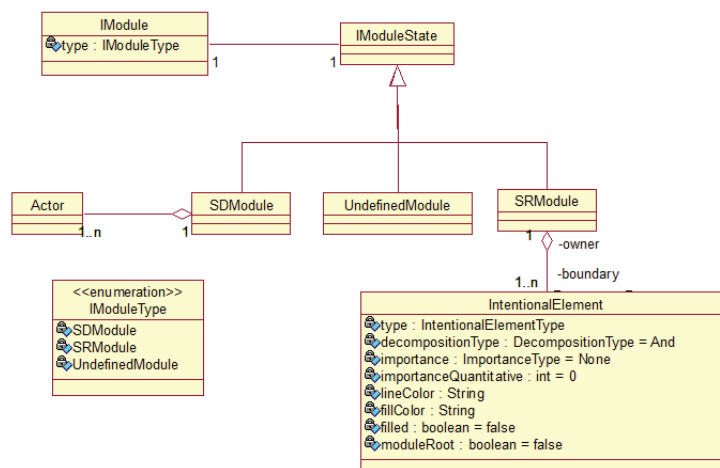 IModule
type : IModuleType
IModuleState
1
1
Actor
SDModule
UndefinedModule
SRModule
1..n
1
1
-owner
-boundary
1..n
<<enumeration>>
IModuleType
SDModule
SRModule
UndefinedModule
IntentionalElement
type : IntentionalElementType
decompositionType : DecompositionType = And
importance : ImportanceType = None
importanceQuantitative : int = 0
lineColor : String
fillColor : String
filled : boolean = false
moduleRoot : boolean = false